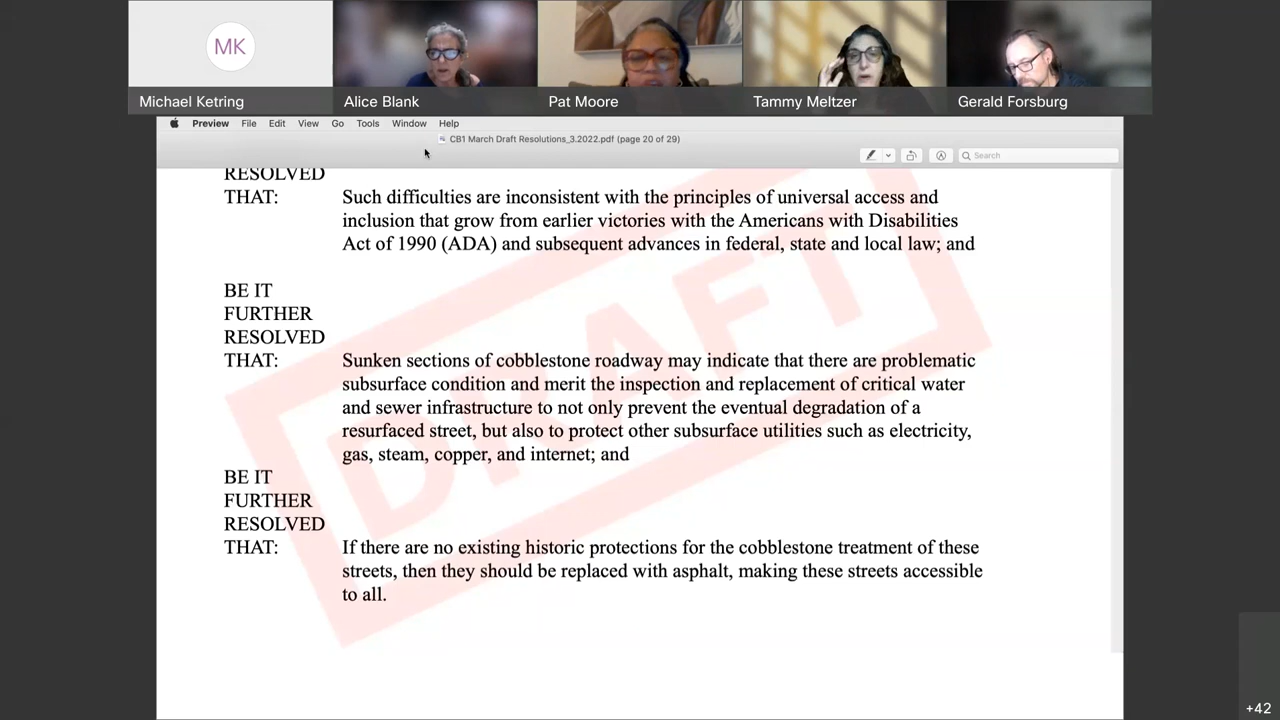 MK
Michael Ketring
Alice Blank
Pat Moore
Tammy Meltzer
Gerald Forsburg
Preview File Edit View Go Tools Window Help
CB1 March Draft Resolutions_3.2022.pdf (page 20 of 29)
Search
RESOLVED
THAT: Such difficulties are inconsistent with the principles of universal access and
inclusion that grow from earlier victories with the Americans with Disabilities
Act of 1990 (ADA) and subsequent advances in federal, state and local law; and
BE IT
FURTHER
RESOLVED
THAT: Sunken sections of cobblestone roadway may indicate that there are problematic
subsurface condition and merit the inspection and replacement of critical water
and sewer infrastructure to not only prevent the eventual degradation of a
resurfaced street, but also to protect other subsurface utilities such as electricity,
gas, steam, copper, and internet; and
BE IT
FURTHER
RESOLVED
THAT: If there are no existing historic protections for the cobblestone treatment of these
streets, then they should be replaced with asphalt, making these streets accessible
to all.
DRAFT
+42